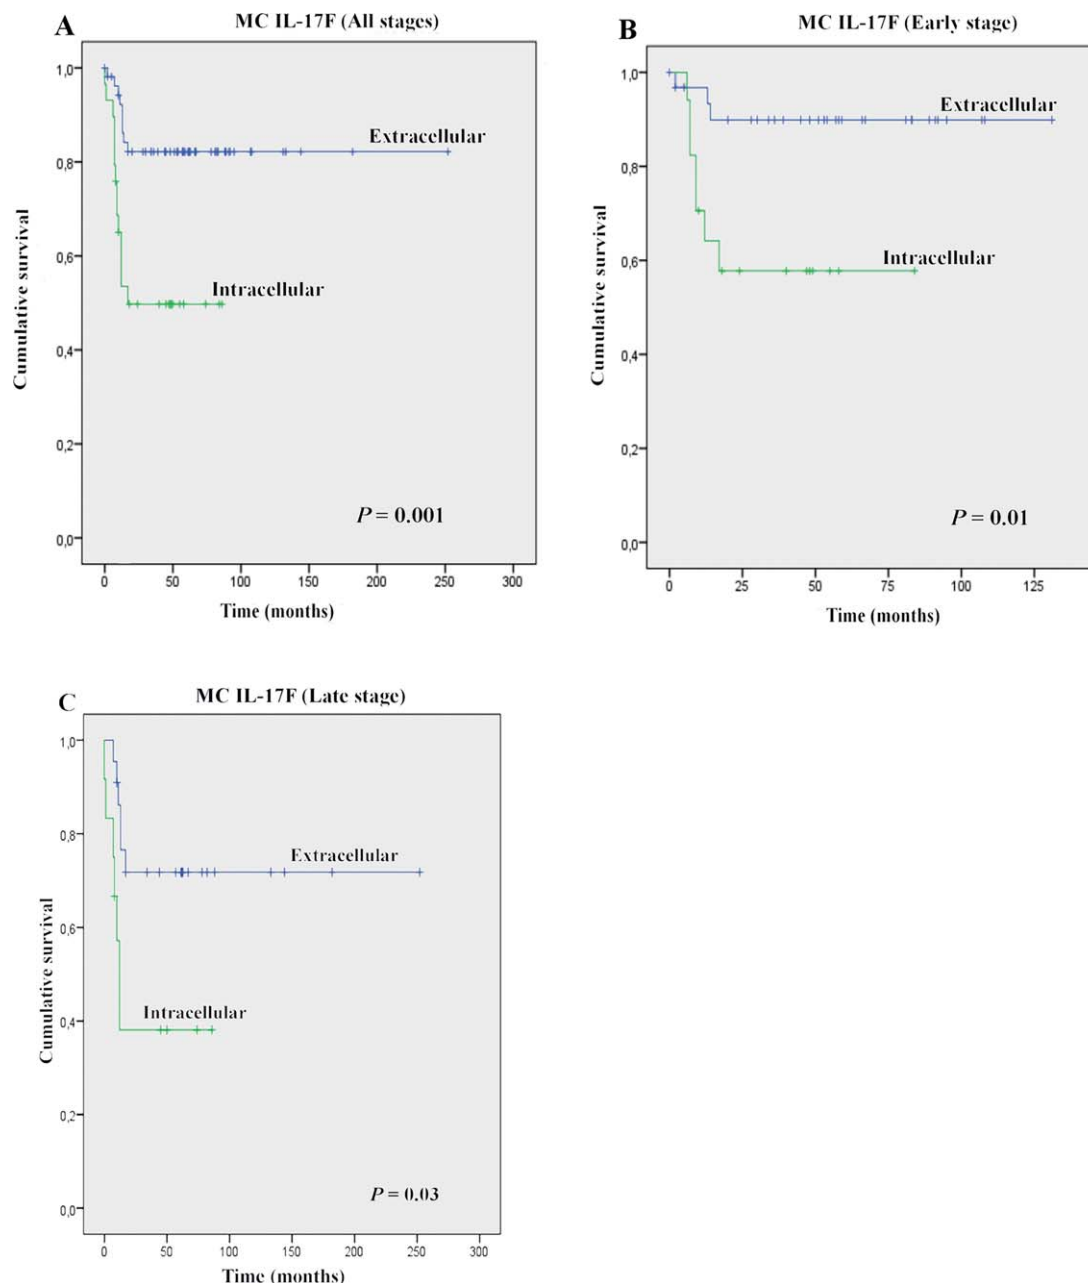 A
MC IL-17F (All stages)
1,0
0,8
0,6
0,4
0,2
0,0
Cumulative survival
Extracellular
Intracellular
P = 0.001
0 50 100 150 200 250 300
Time (months)
B
MC IL-17F (Early stage)
1,0
0,8
0,6
0,4
0,2
0,0
Cumulative survival
Extracellular
Intracellular
P = 0.01
0 25 50 75 100 125
Time (months)
C
MC IL-17F (Late stage)
1,0
0,8
0,6
0,4
0,2
0,0
Cumulative survival
Extracellular
Intracellular
P = 0.03
0 50 100 150 200 250 300
Time (months)